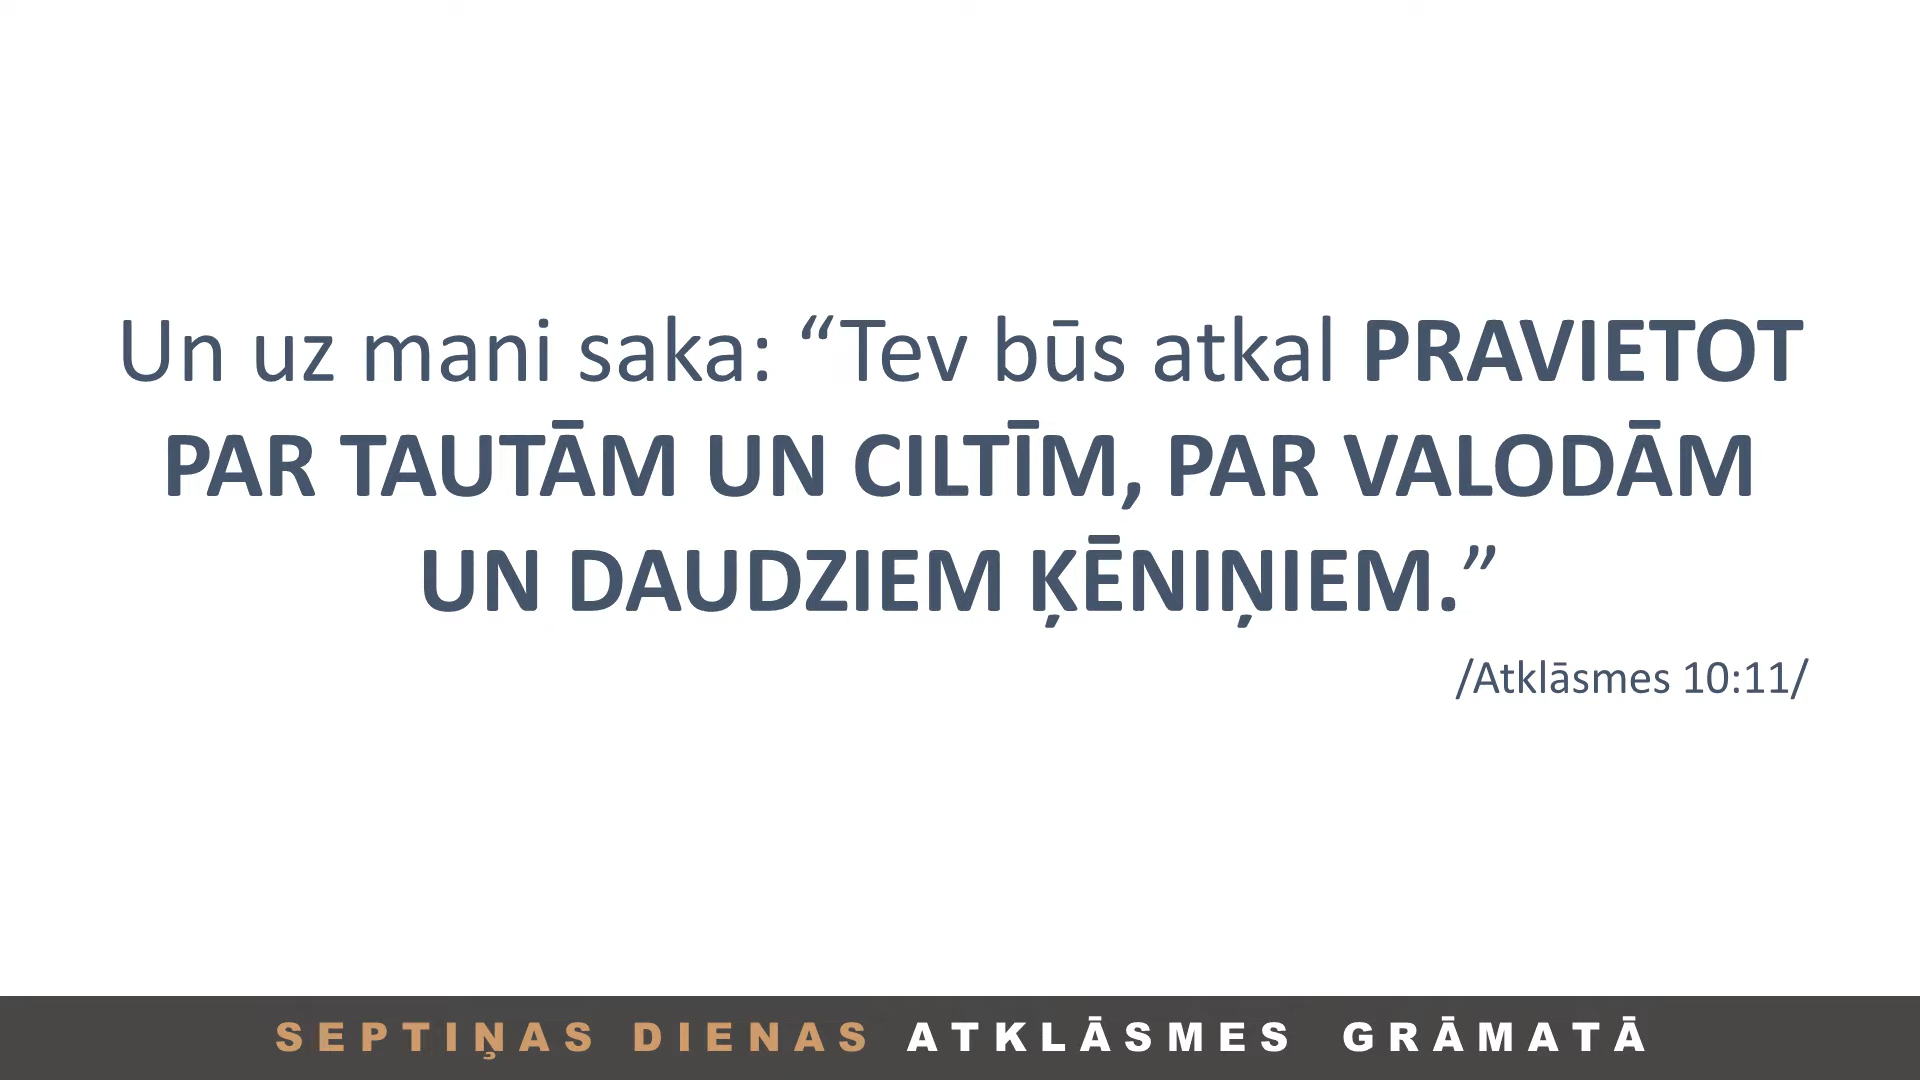 Un uz mani saka: “Tev būs atkal PRAVIETOT
PAR TAUTĀM UN CILTĪM, PAR VALODĀM
UN DAUDZIEM ĶĒNIŅIEM.”
/Atklāsmes 10:11/
SEPTIŅAS DIENAS ATKLĀSMES GRĀMATĀ